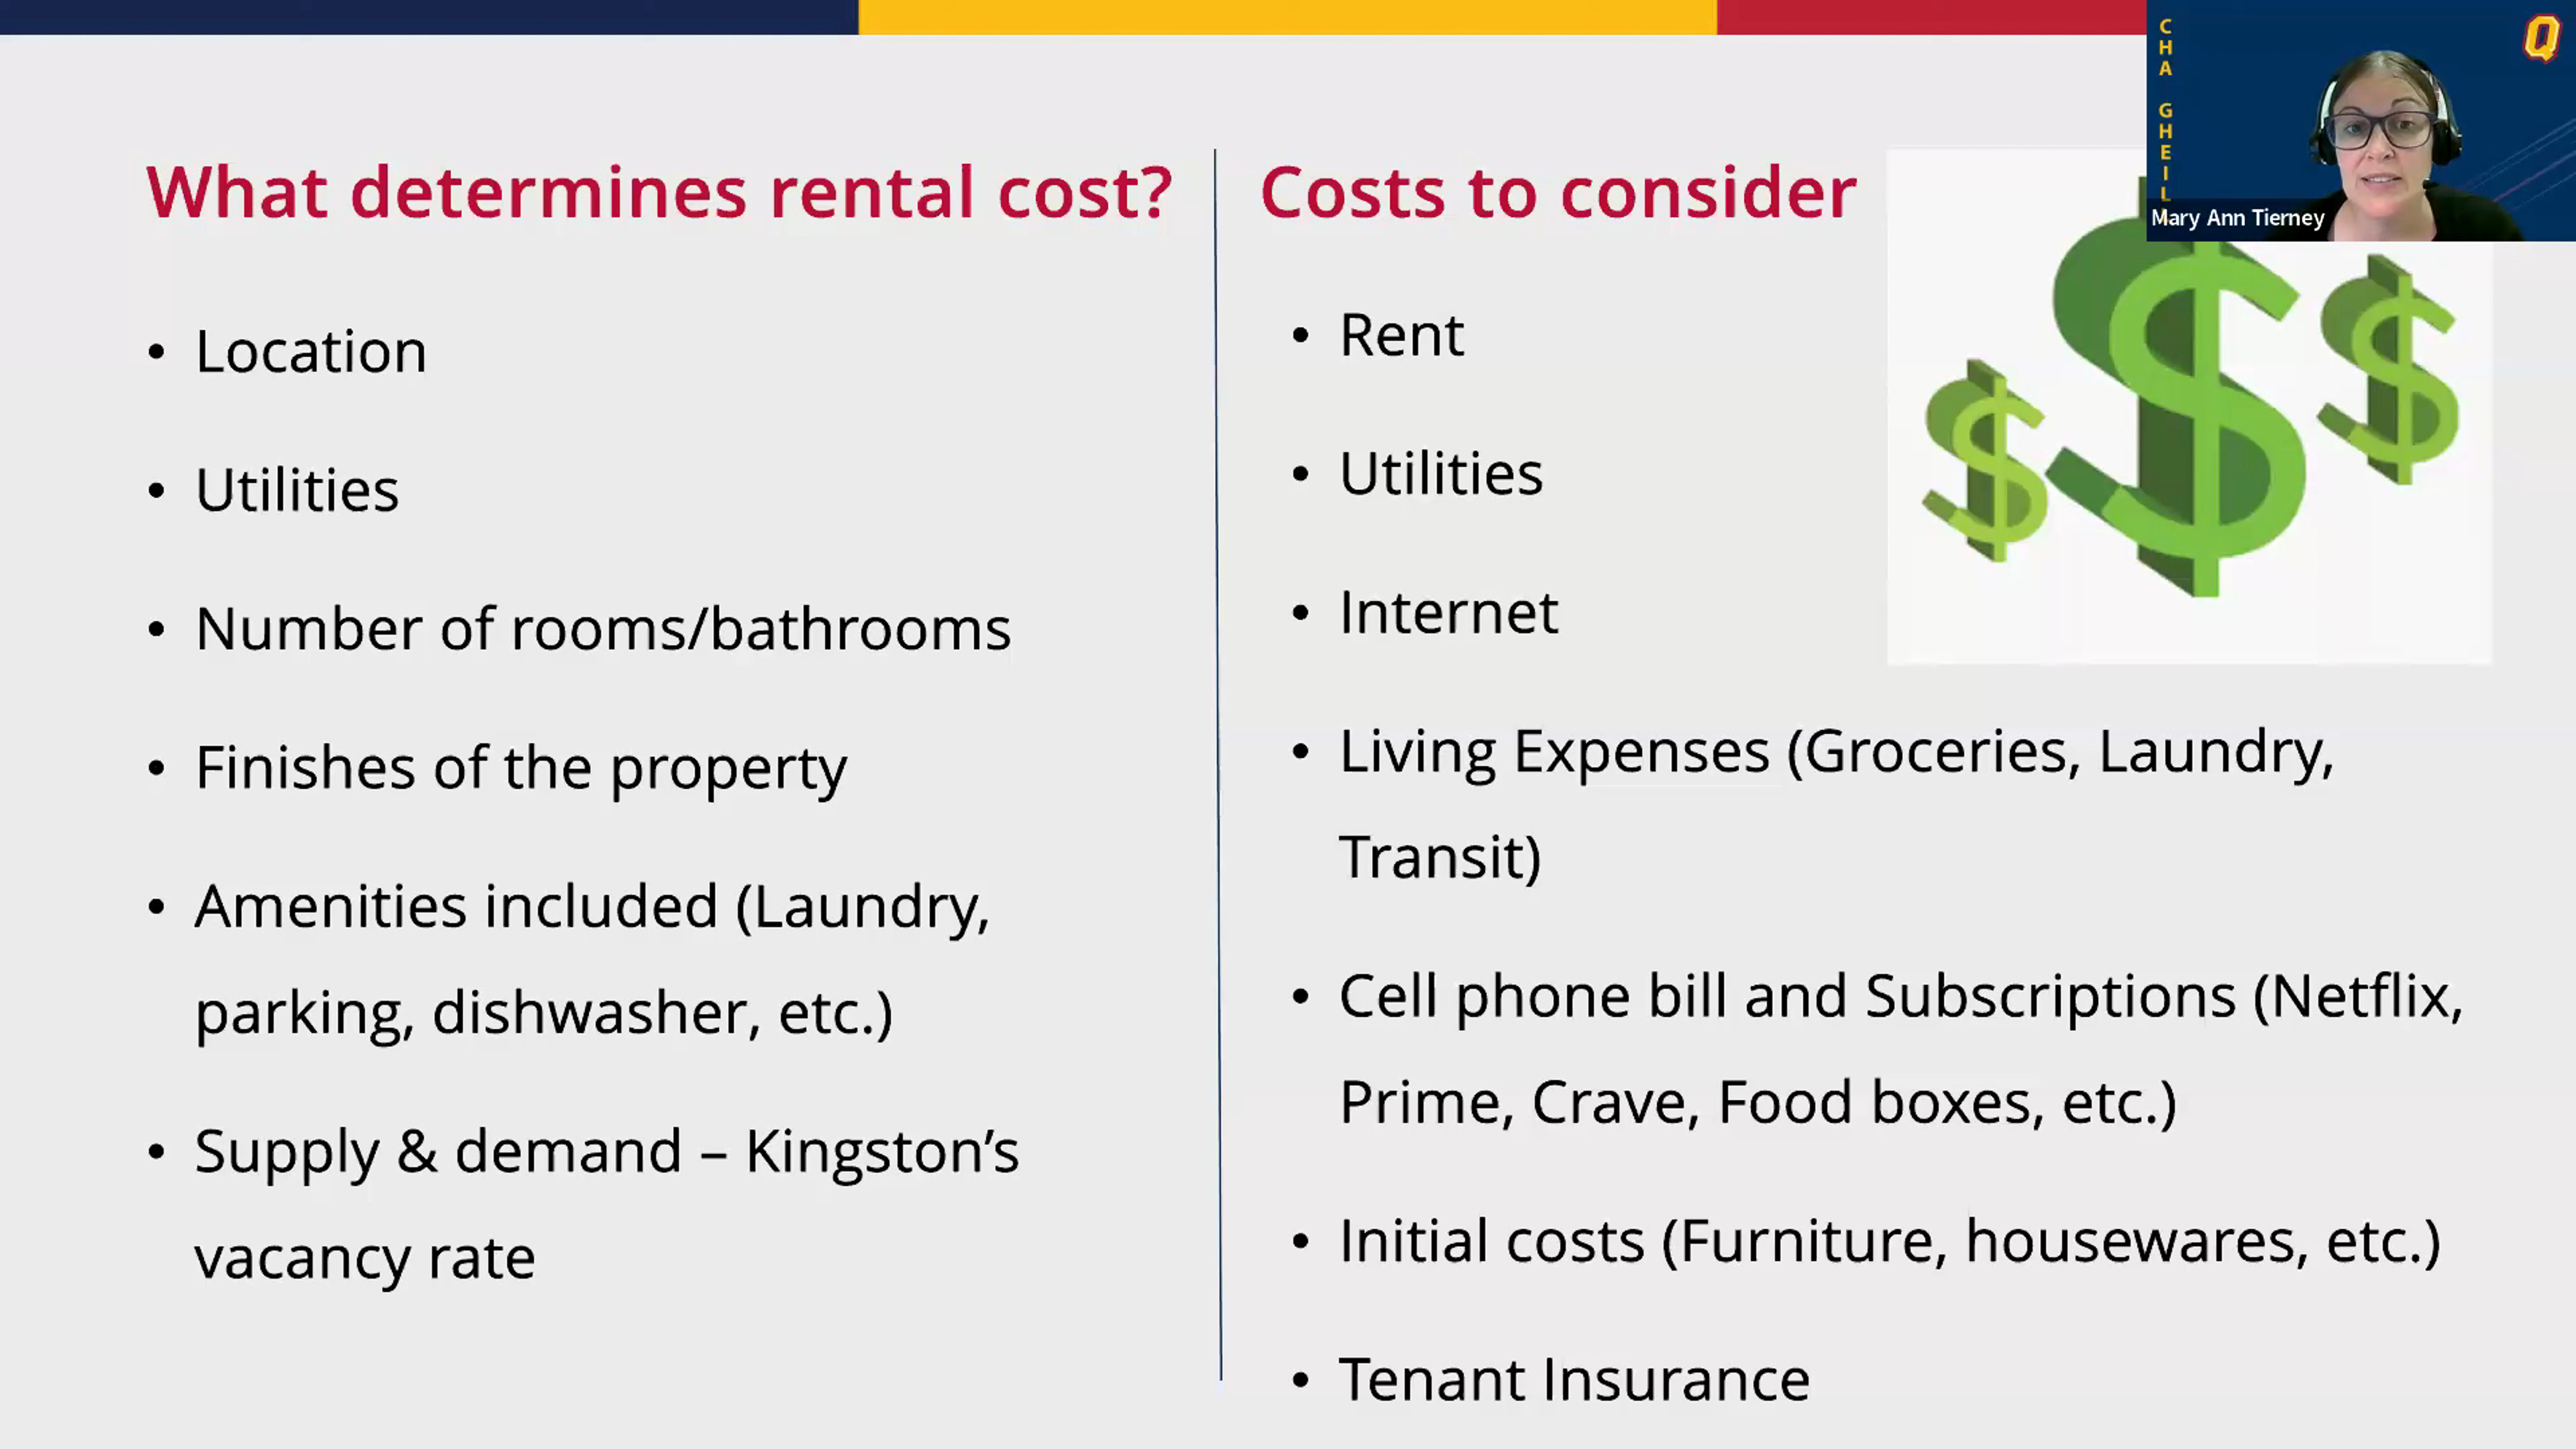 What determines rental cost?
• Location
• Utilities
• Number of rooms/bathrooms
• Finishes of the property
• Amenities included (Laundry,
parking, dishwasher, etc.)
• Supply & demand – Kingston’s
vacancy rate
Costs to consider
• Rent
• Utilities
• Internet
• Living Expenses (Groceries, Laundry,
Transit)
• Cell phone bill and Subscriptions (Netflix,
Prime, Crave, Food boxes, etc.)
• Initial costs (Furniture, housewares, etc.)
• Tenant Insurance
CHA GHEIL
Q
Mary Ann Tierney